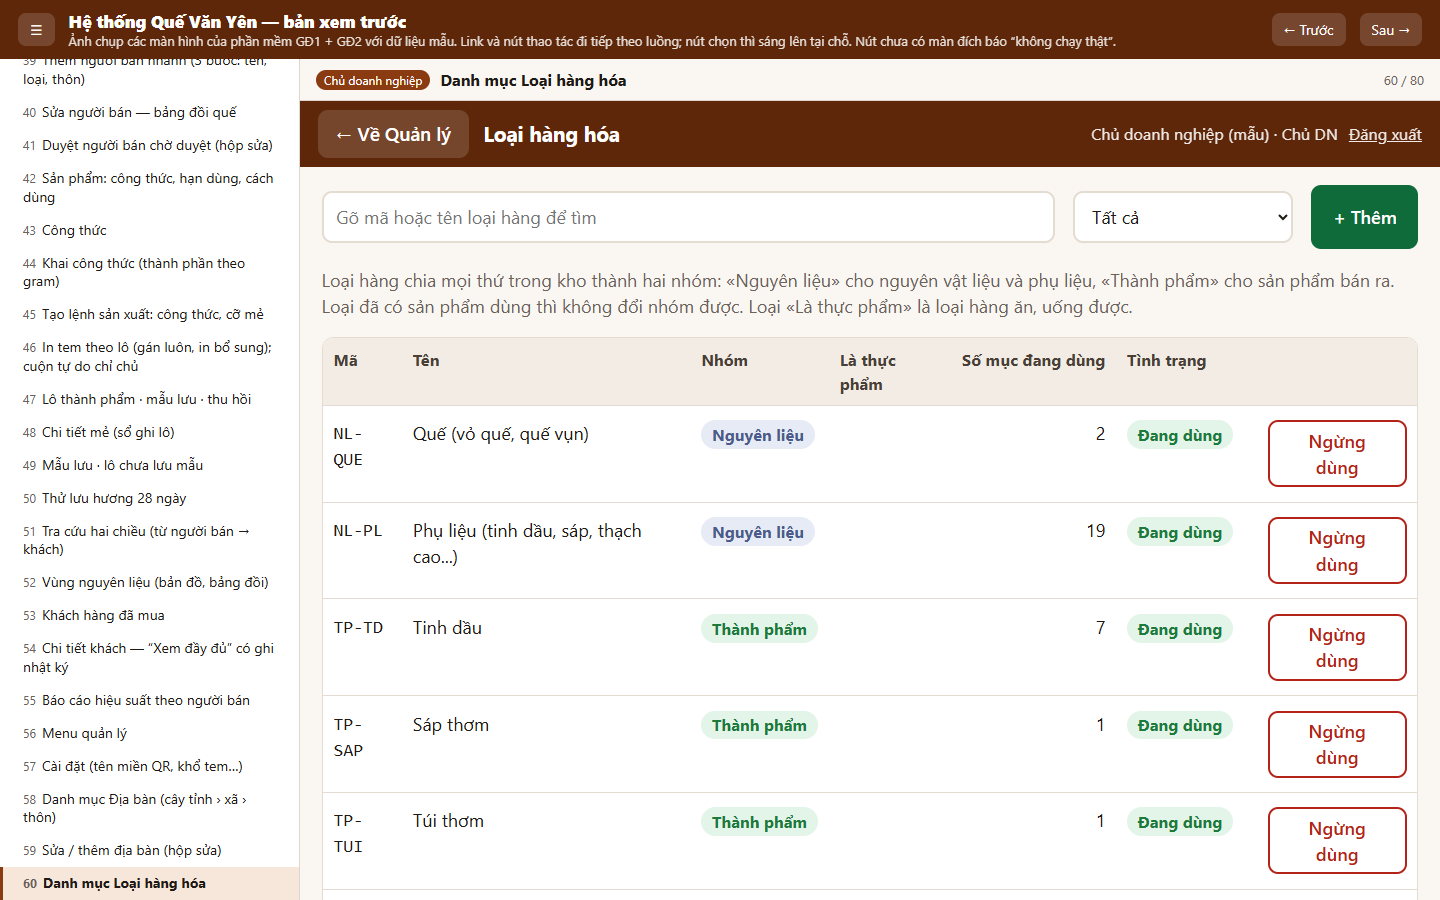 ☰
Hệ thống Quế Văn Yên — bản xem trước
Ảnh chụp các màn hình của phần mềm GĐ1 + GĐ2 với dữ liệu mẫu. Link và nút thao tác đi tiếp theo luồng; nút chọn thì sáng lên tại chỗ. Nút chưa có màn đích báo “không chạy thật”.
← Trước
Sau →
39 Thêm người bán nhanh (3 bước: tên,
loại, thôn)
40 Sửa người bán — bảng đồi quế
41 Duyệt người bán chờ duyệt (hộp sửa)
42 Sản phẩm: công thức, hạn dùng, cách
dùng
43 Công thức
44 Khai công thức (thành phần theo
gram)
45 Tạo lệnh sản xuất: công thức, cỡ mẻ
46 In tem theo lô (gán luôn, in bổ sung);
cuộn tự do chỉ chủ
47 Lô thành phẩm · mẫu lưu · thu hồi
48 Chi tiết mẻ (sổ ghi lô)
49 Mẫu lưu · lô chưa lưu mẫu
50 Thử lưu hương 28 ngày
51 Tra cứu hai chiều (từ người bán →
khách)
52 Vùng nguyên liệu (bản đồ, bảng đồi)
53 Khách hàng đã mua
54 Chi tiết khách — “Xem đầy đủ” có ghi
nhật ký
55 Báo cáo hiệu suất theo người bán
56 Menu quản lý
57 Cài đặt (tên miền QR, khổ tem...)
58 Danh mục Địa bàn (cây tỉnh › xã ›
thôn)
59 Sửa / thêm địa bàn (hộp sửa)
60 Danh mục Loại hàng hóa
Chủ doanh nghiệp
Danh mục Loại hàng hóa
60 / 80
← Về Quản lý
Loại hàng hóa
Chủ doanh nghiệp (mẫu) · Chủ DN
Đăng xuất
Gõ mã hoặc tên loại hàng để tìm
Tất cả
+ Thêm
Loại hàng chia mọi thứ trong kho thành hai nhóm: «Nguyên liệu» cho nguyên vật liệu và phụ liệu, «Thành phẩm» cho sản phẩm bán ra.
Loại đã có sản phẩm dùng thì không đổi nhóm được. Loại «Là thực phẩm» là loại hàng ăn, uống được.
Mã
Tên
Nhóm
Là thực
phẩm
Số mục đang dùng
Tình trạng
NL-
QUE
Quế (vỏ quế, quế vụn)
Nguyên liệu
2
Đang dùng
Ngừng
dùng
NL-PL
Phụ liệu (tinh dầu, sáp, thạch
cao...)
Nguyên liệu
19
Đang dùng
Ngừng
dùng
TP-TD
Tinh dầu
Thành phẩm
7
Đang dùng
Ngừng
dùng
TP-
SAP
Sáp thơm
Thành phẩm
1
Đang dùng
Ngừng
dùng
TP-
TUI
Túi thơm
Thành phẩm
1
Đang dùng
Ngừng
dùng